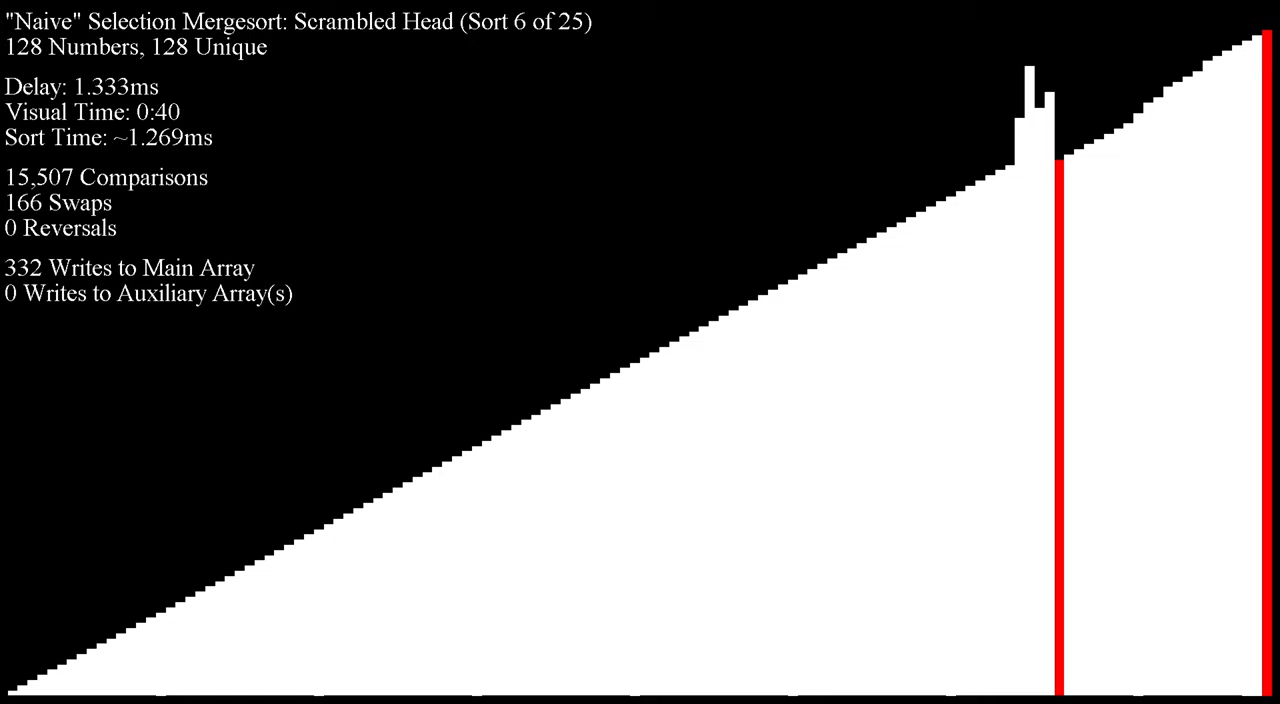 "Naive" Selection Mergesort: Scrambled Head (Sort 6 of 25)
128 Numbers, 128 Unique
Delay: 1.333ms
Visual Time: 0:40
Sort Time: ~1.269ms
15,507 Comparisons
166 Swaps
0 Reversals
332 Writes to Main Array
0 Writes to Auxiliary Array(s)